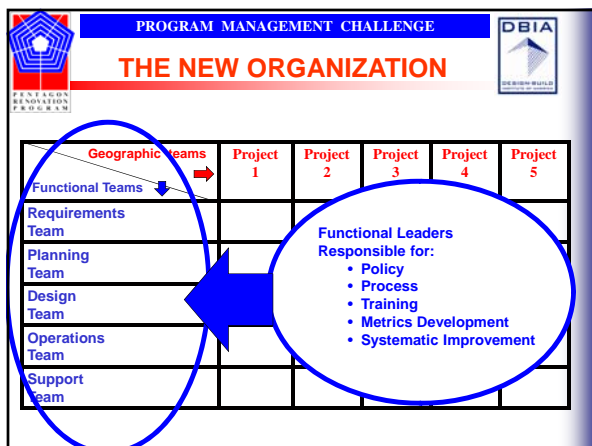 PROGRAM MANAGEMENT CHALLENGE
DBIA
THE NEW ORGANIZATION
DESIGN-BUILD
INSTITUTE OF AMERICA
PENTAGON
RENOVATION
PROGRAM
Geographic teams
Functional Teams
Project 1
Project 2
Project 3
Project 4
Project 5
Requirements
Team
Planning
Team
Design
Team
Operations
Team
Support
Team
Functional Leaders
Responsible for:
• Policy
• Process
• Training
• Metrics Development
• Systematic Improvement